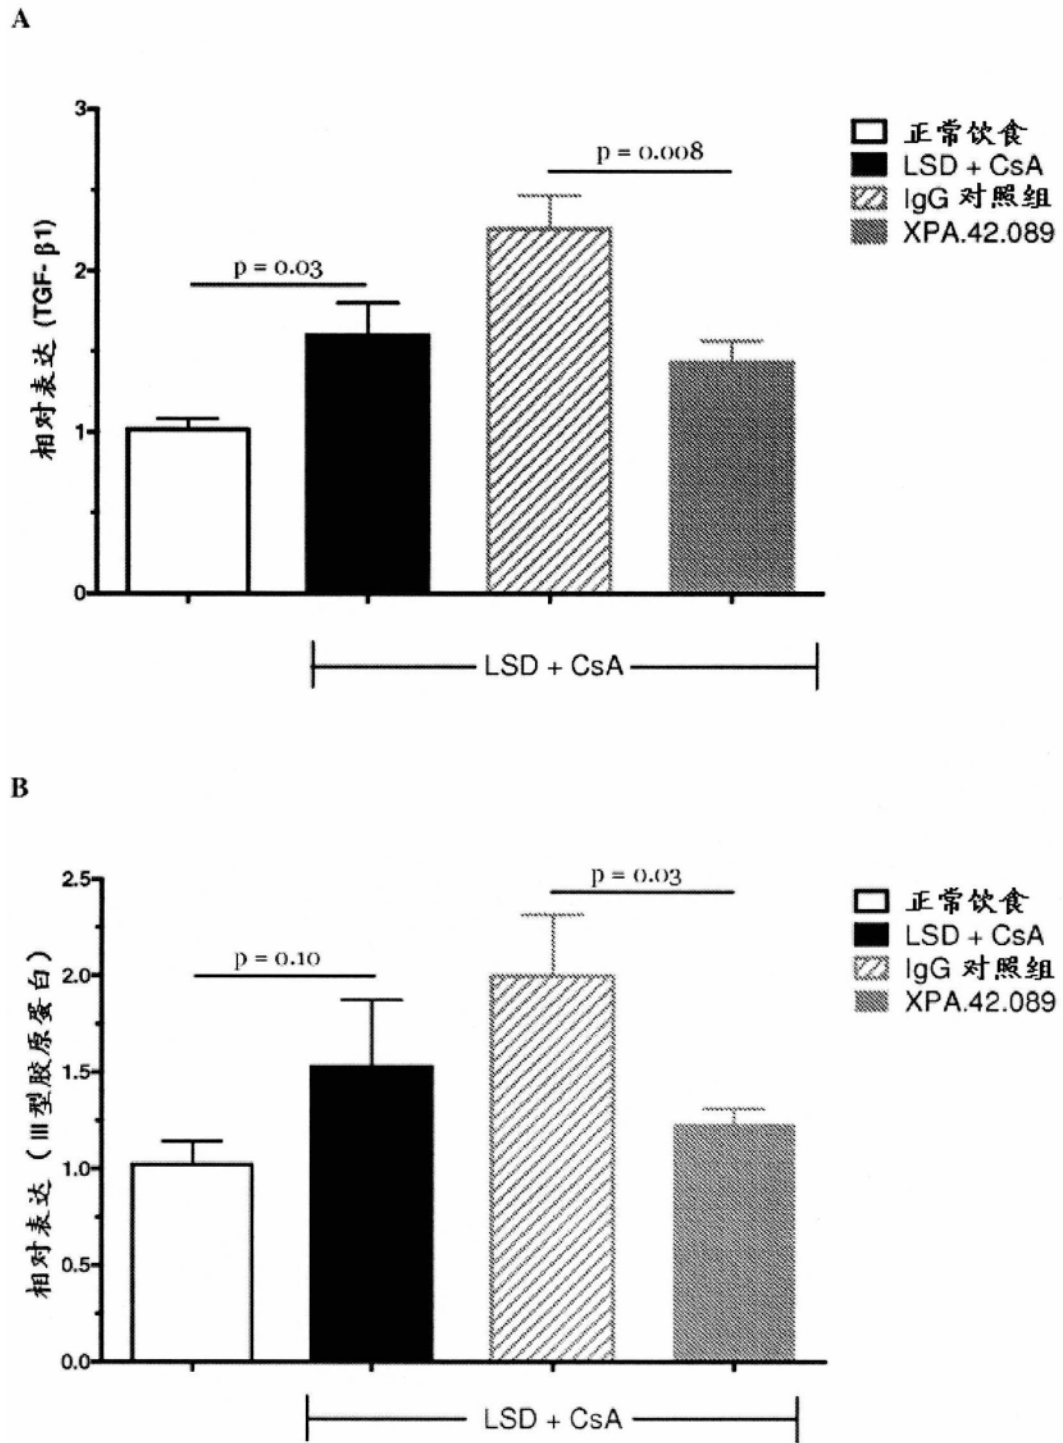 A
3
2
1
0
相对表达 (TGF- β1)
p = 0.03
p = 0.008
正常饮食
LSD + CsA
IgG 对照组
XPA.42.089
LSD + CsA
B
2.5
2.0
1.5
1.0
0.5
0.0
相对表达 ( III型胶原蛋白 )
p = 0.10
p = 0.03
正常饮食
LSD + CsA
IgG 对照组
XPA.42.089
LSD + CsA